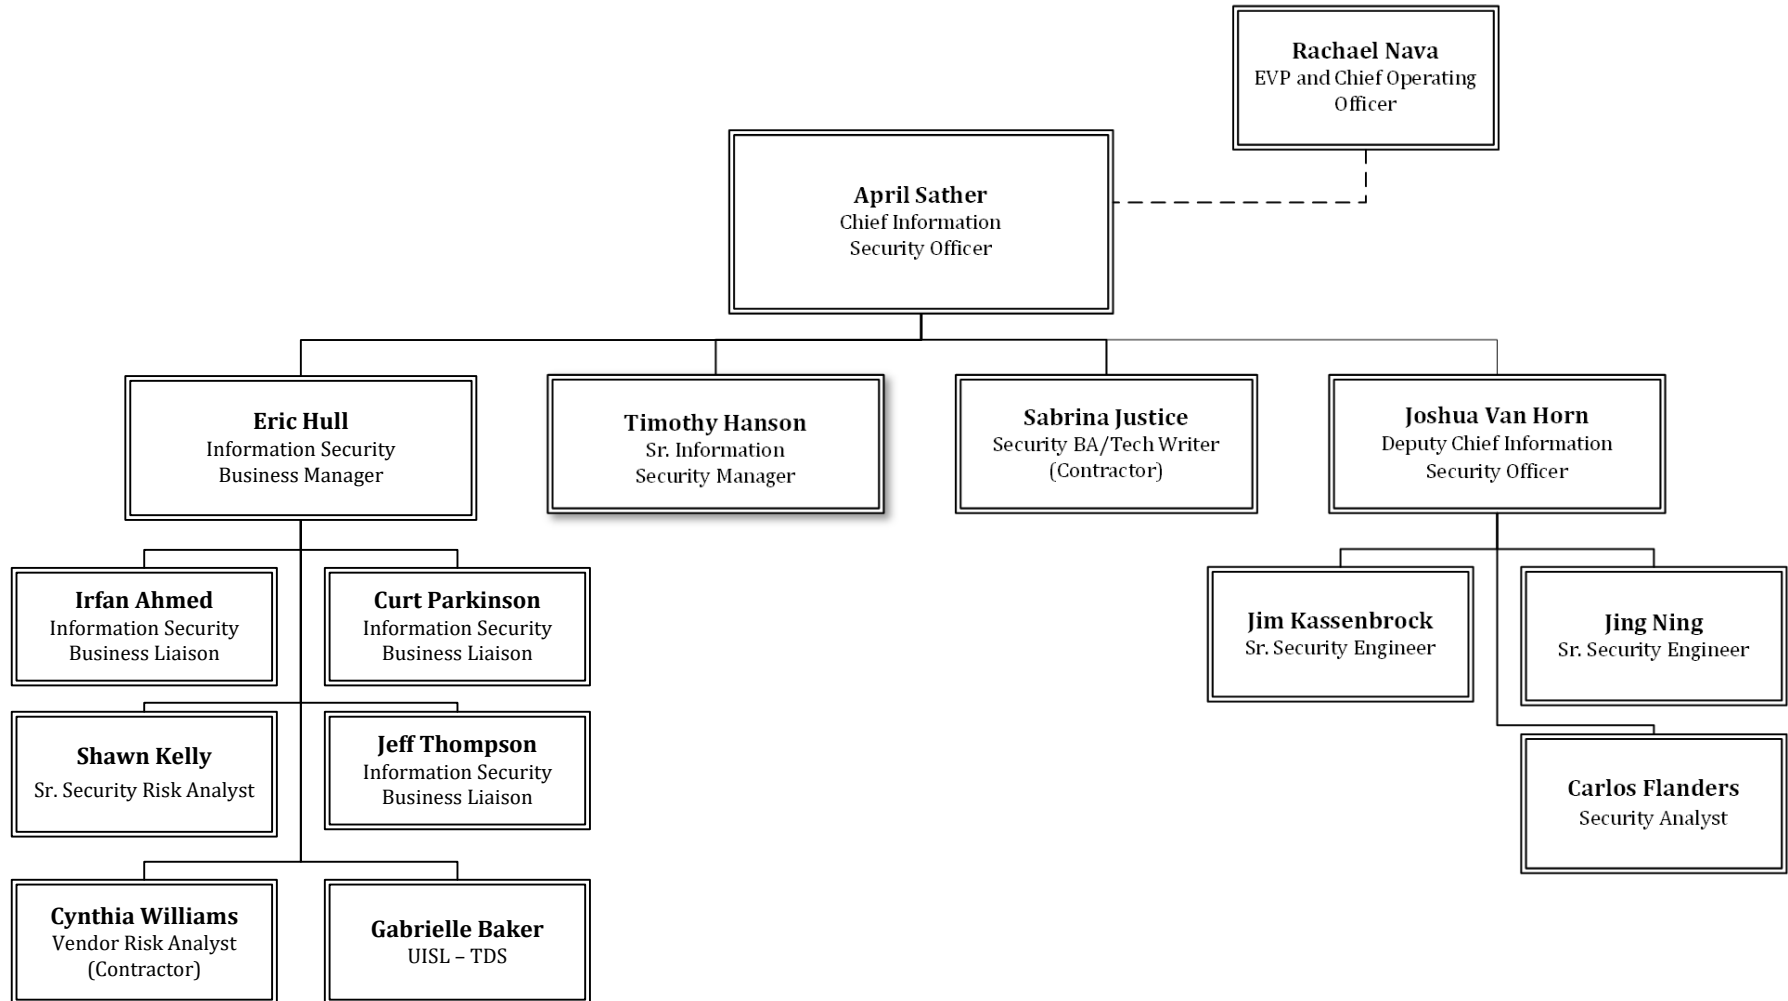 Rachael Nava
EVP and Chief Operating
Officer
April Sather
Chief Information
Security Officer
Eric Hull
Information Security
Business Manager
Timothy Hanson
Sr. Information
Security Manager
Sabrina Justice
Security BA/Tech Writer
(Contractor)
Joshua Van Horn
Deputy Chief Information
Security Officer
Irfan Ahmed
Information Security
Business Liaison
Curt Parkinson
Information Security
Business Liaison
Jim Kassenbrock
Sr. Security Engineer
Jing Ning
Sr. Security Engineer
Shawn Kelly
Sr. Security Risk Analyst
Jeff Thompson
Information Security
Business Liaison
Carlos Flanders
Security Analyst
Cynthia Williams
Vendor Risk Analyst
(Contractor)
Gabrielle Baker
UISL – TDS